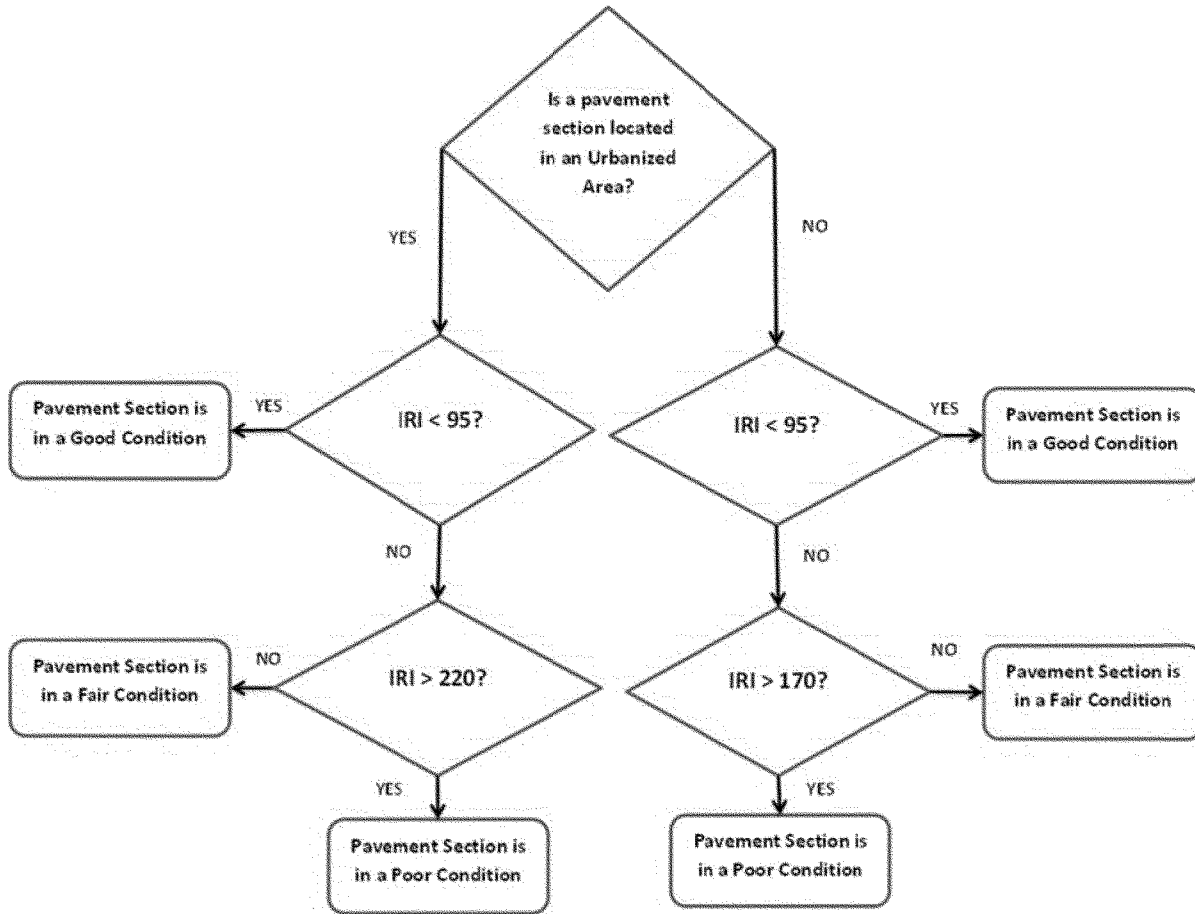 Is a pavement
section located
in an Urbanized
Area?
YES
NO
Pavement Section is
in a Good Condition
YES
IRI < 95?
IRI < 95?
YES
Pavement Section is
in a Good Condition
NO
NO
Pavement Section is
in a Fair Condition
NO
IRI > 220?
IRI > 170?
NO
Pavement Section is
in a Fair Condition
YES
YES
Pavement Section is
in a Poor Condition
Pavement Section is
in a Poor Condition